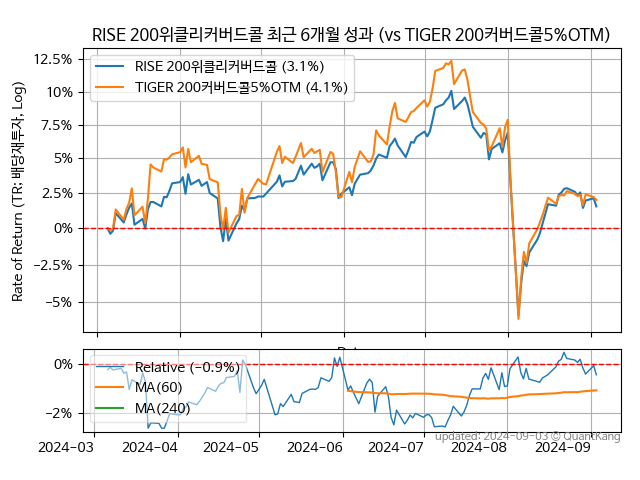 RISE 200위클리커버드콜 최근 6개월 성과 (vs TIGER 200커버드콜5%OTM)
Rate of Return (TR: 배당재투자, Log)
12.5%
10%
7.5%
5%
2.5%
0%
−2.5%
−5%
RISE 200위클리커버드콜 (3.1%)
TIGER 200커버드콜5%OTM (4.1%)
0%
−2%
Relative (−0.9%)
MA(60)
MA(240)
2024-03
2024-04
2024-05
2024-06
2024-07
2024-08
2024-09
updated: 2024-09-03 © QuantKang